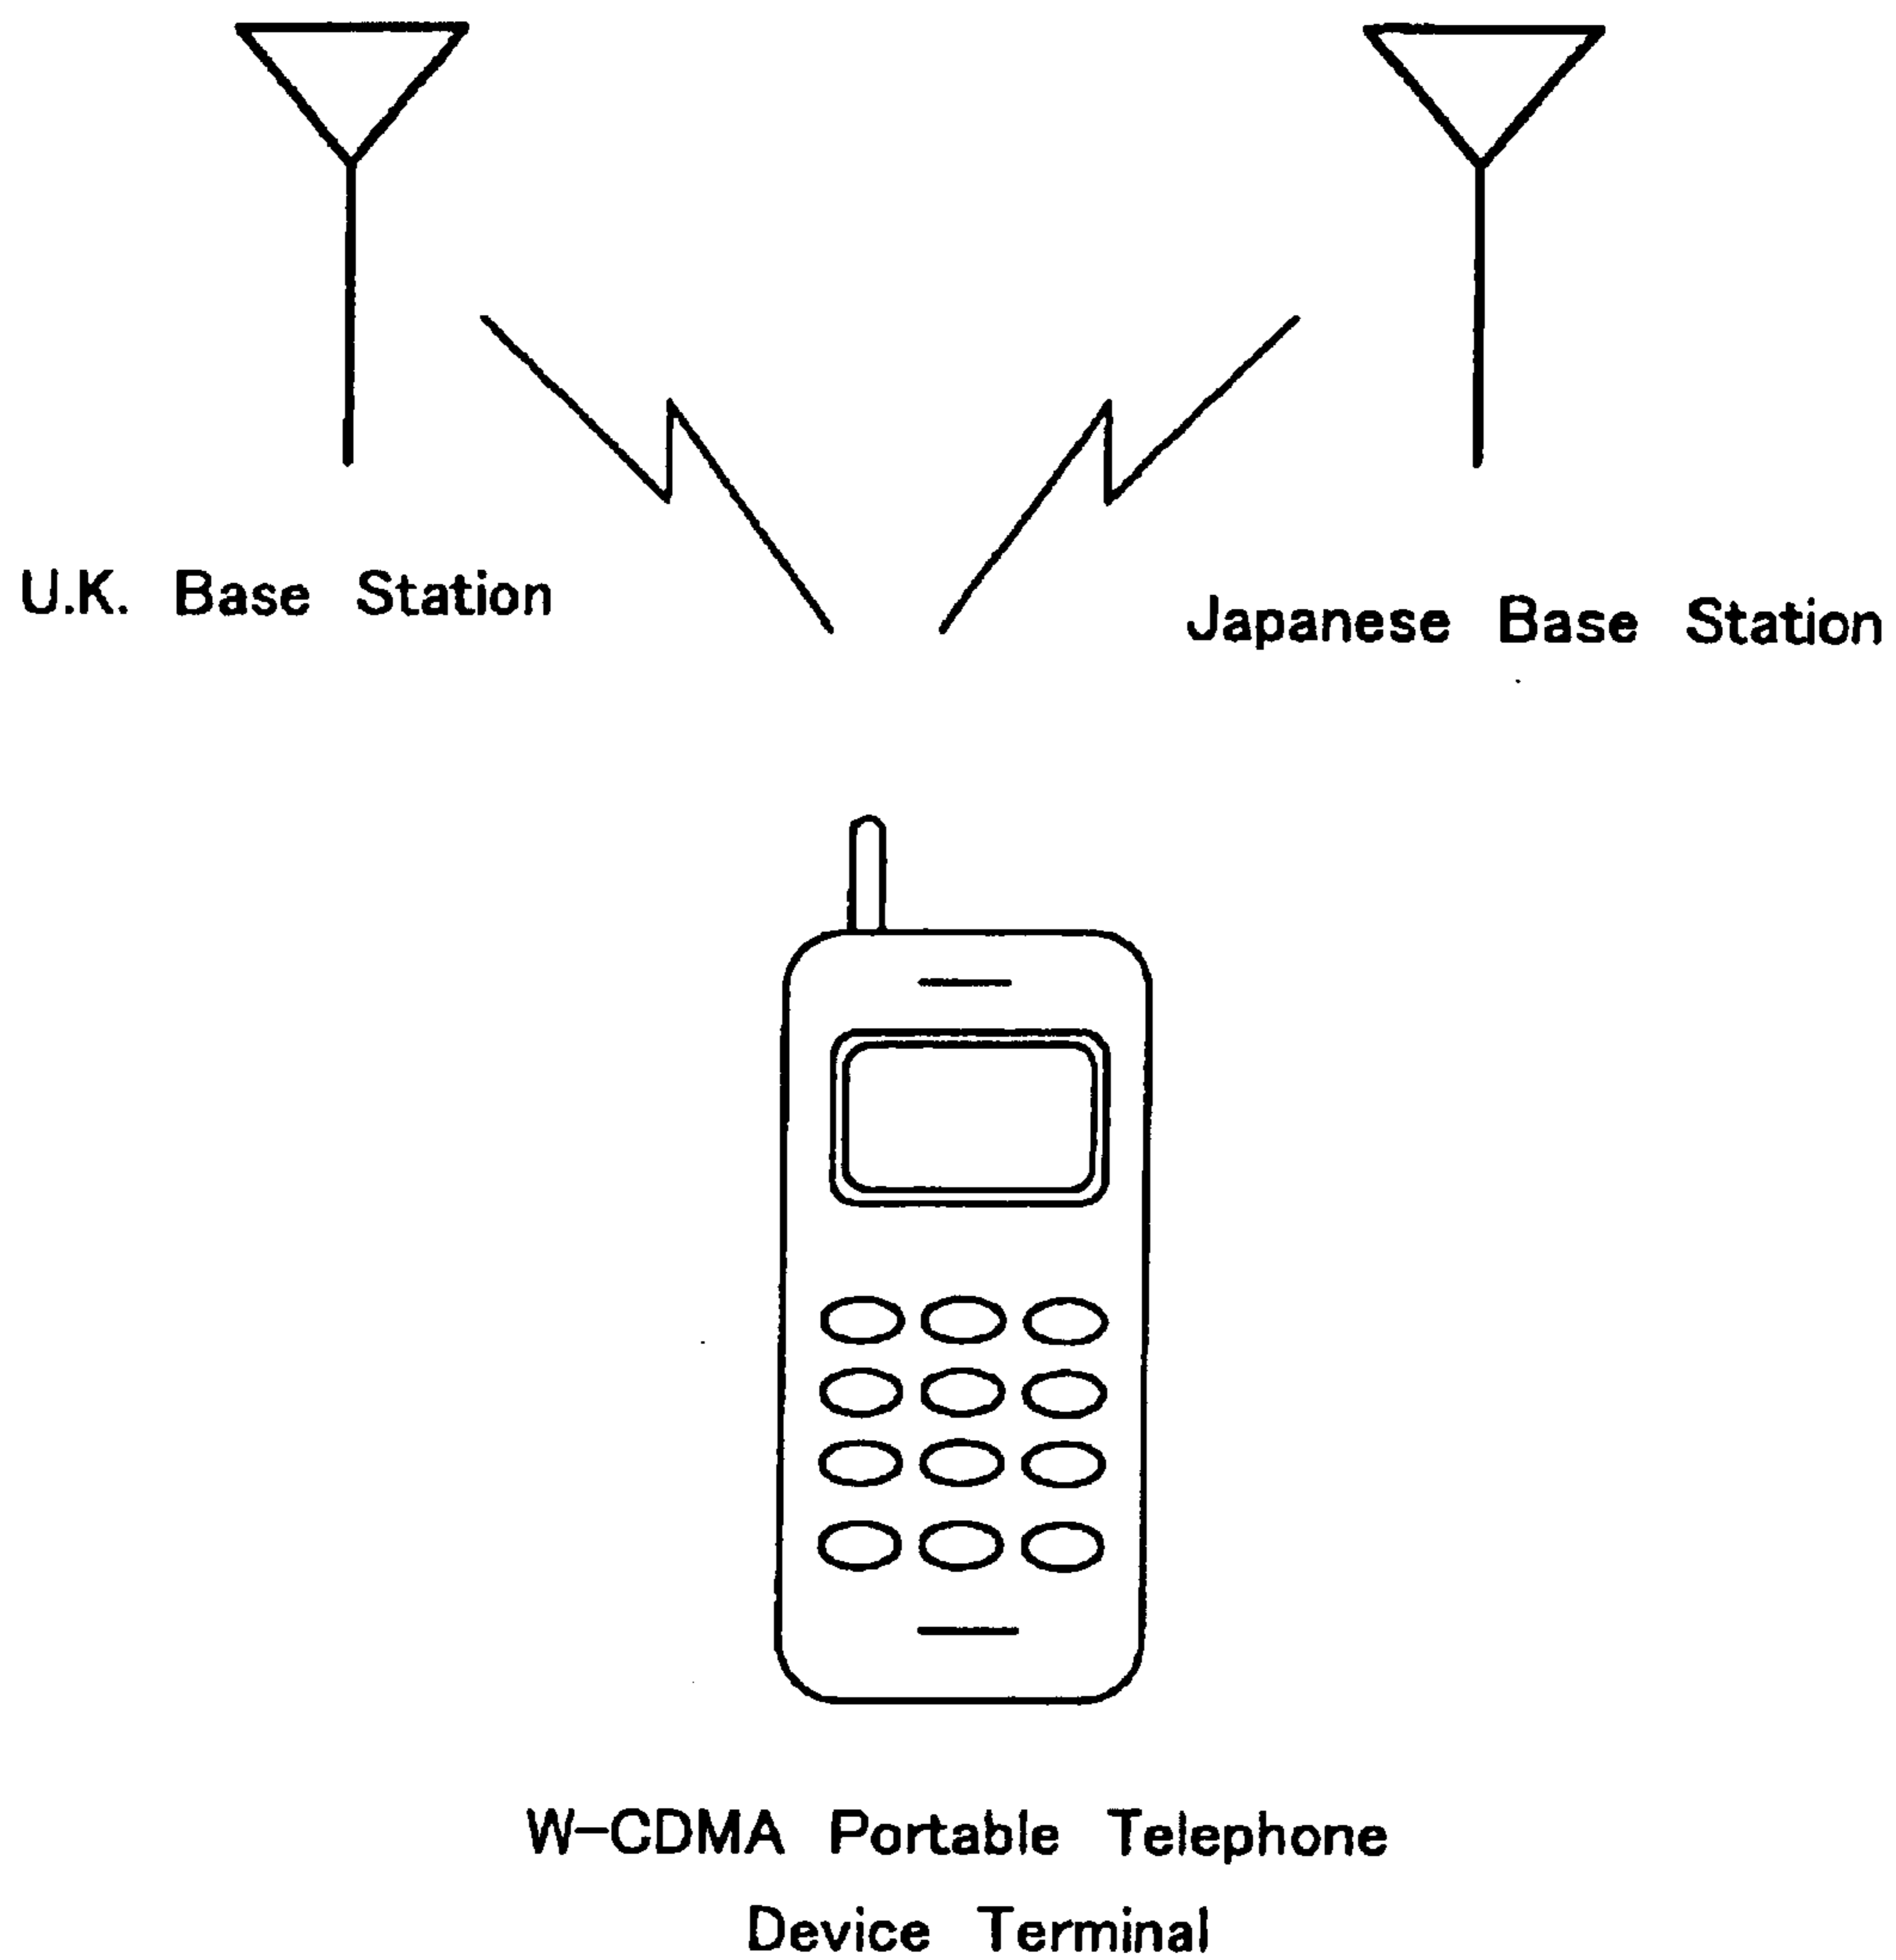 U.K. Base Station
Japanese Base Station
W-CDMA Portable Telephone
Device Terminal